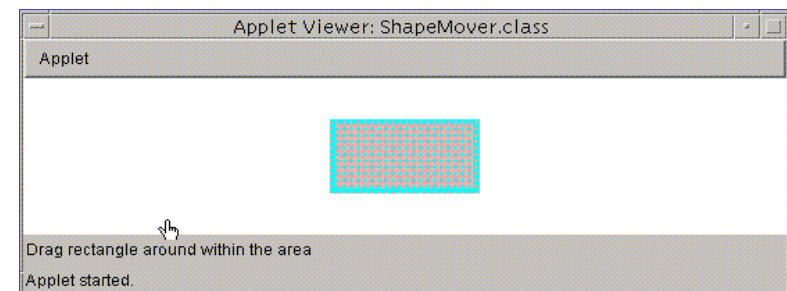 Applet Viewer: ShapeMover.class
Applet
Drag rectangle around within the area
Applet started.